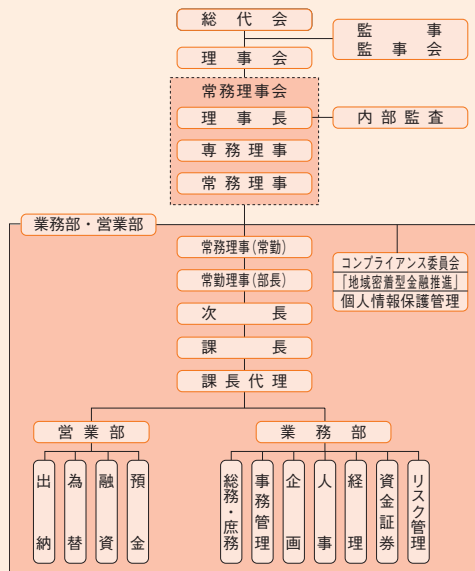 総代会
監事
監事会
理事会
常務理事会
理事長
内部監査
専務理事
常務理事
業務部・営業部
常務理事(常勤)
コンプライアンス委員会
「地域密着型金融推進」
個人情報保護管理
常勤理事(部長)
次長
課長
課長代理
営業部
業務部
出納
為替
融資
預金
総務・庶務
事務管理
企画
人事
経理
資金証券
リスク管理